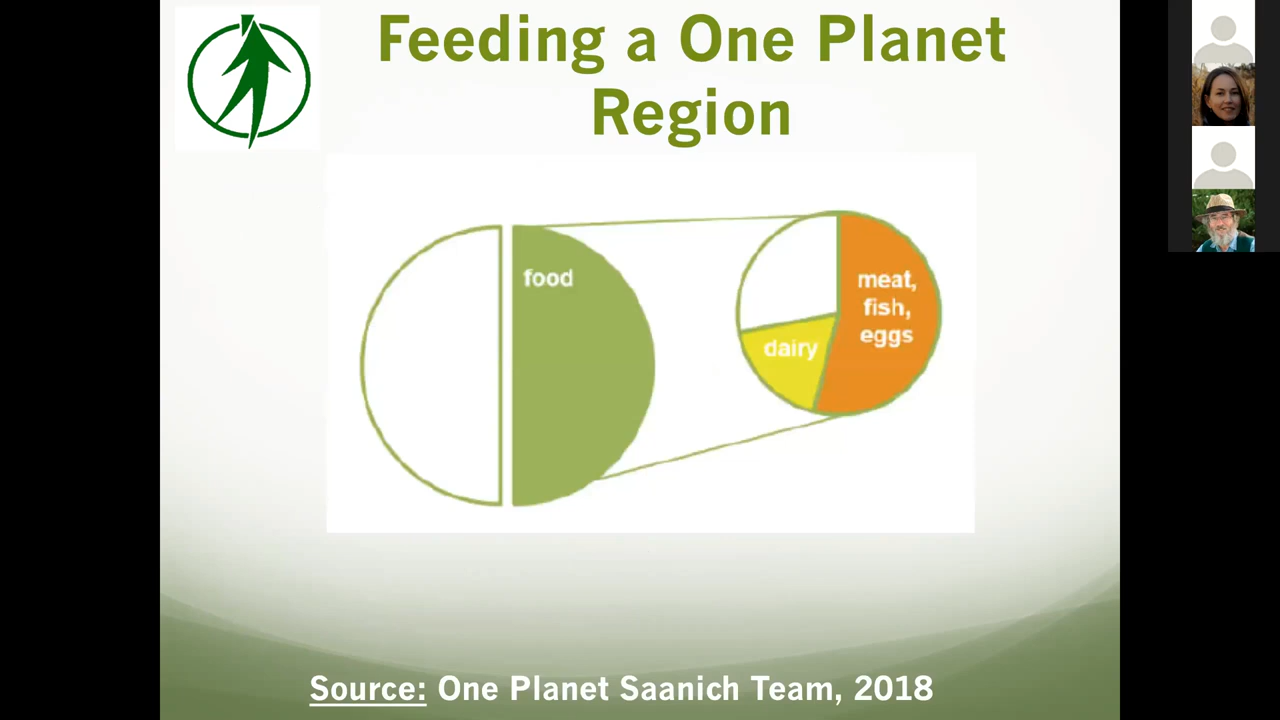 Feeding a One Planet
Region
food
meat,
fish,
eggs
dairy
Source: One Planet Saanich Team, 2018